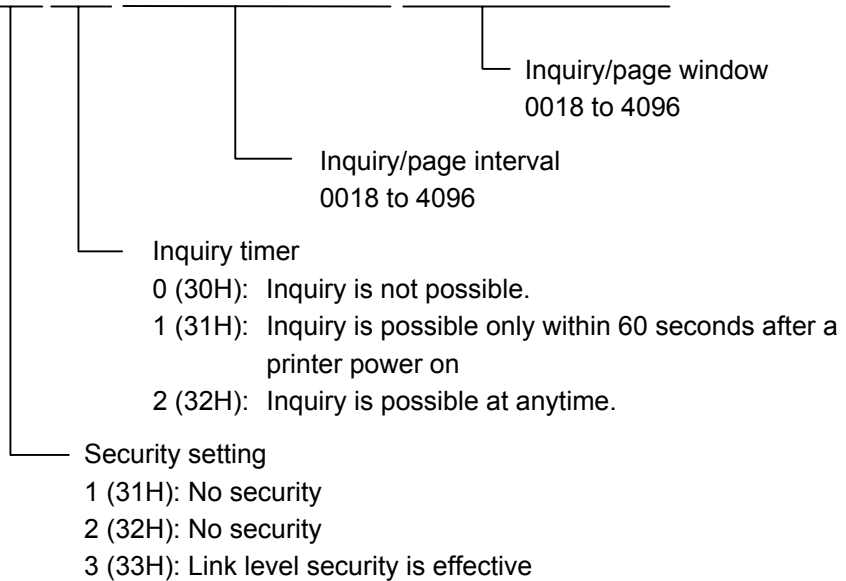 Inquiry/page window
0018 to 4096
Inquiry/page interval
0018 to 4096
Inquiry timer
0 (30H): Inquiry is not possible.
1 (31H): Inquiry is possible only within 60 seconds after a
printer power on
2 (32H): Inquiry is possible at anytime.
Security setting
1 (31H): No security
2 (32H): No security
3 (33H): Link level security is effective